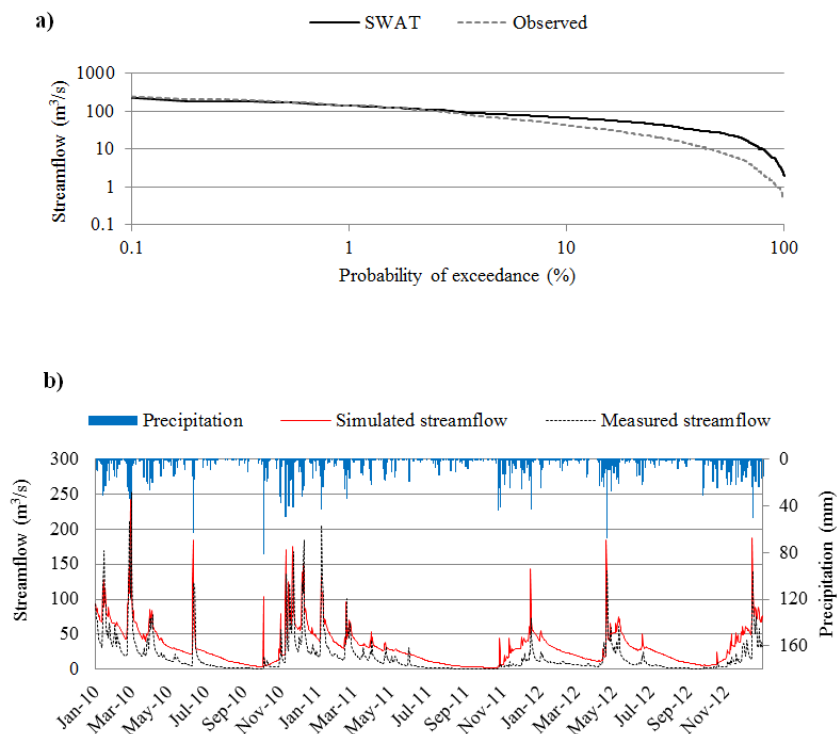 a)
SWAT Observed
Streamflow (m³/s)
1000
100
10
1
0.1
0.1 1 10 100
Probability of exceedance (%)
b)
Precipitation Simulated streamflow Measured streamflow
Streamflow (m³/s)
300
250
200
150
100
50
0
0
40
80
120
160
Precipitation (mm)
Jan-10 Mar-10 May-10 Jul-10 Sep-10 Nov-10 Jan-11 Mar-11 May-11 Jul-11 Sep-11 Nov-11 Jan-12 Mar-12 May-12 Jul-12 Sep-12 Nov-12